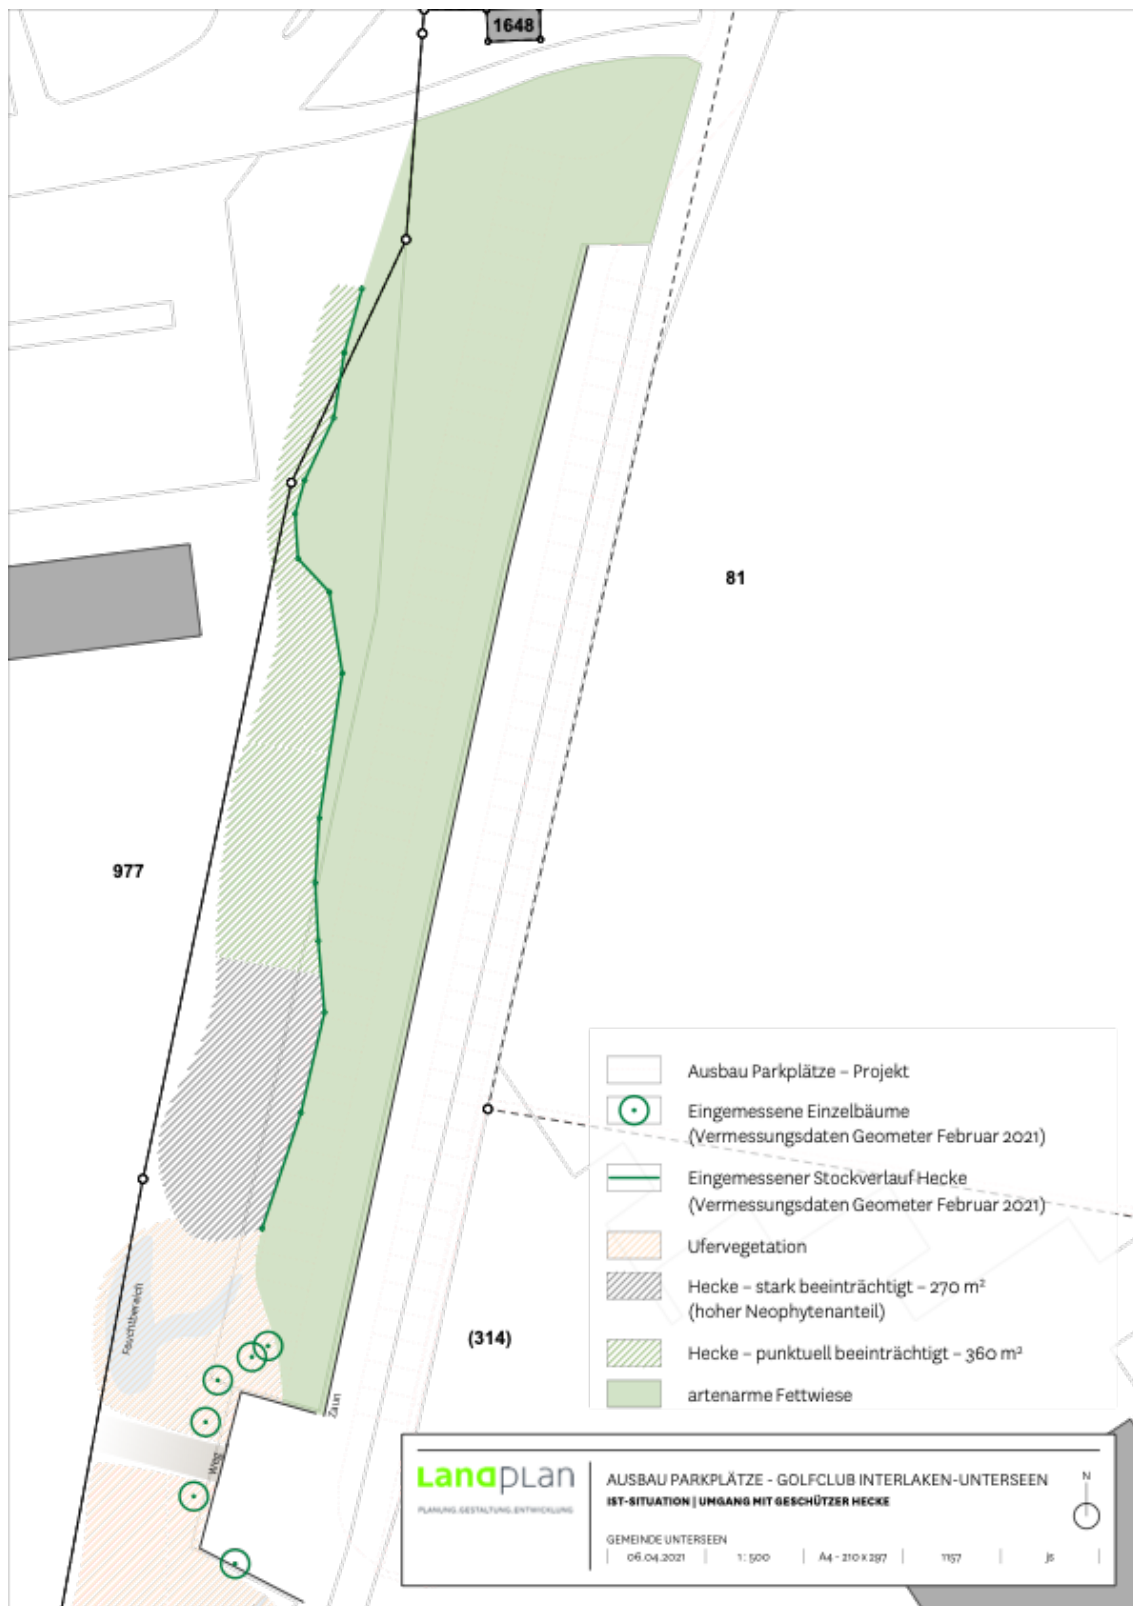 1648
81
977
Ausbau Parkplätze – Projekt
Eingemessene Einzelbäume
(Vermessungsdaten Geometer Februar 2021)
Eingemessener Stockverlauf Hecke
(Vermessungsdaten Geometer Februar 2021)
Ufervegetation
Hecke – stark beeinträchtigt – 270 m²
(hoher Neophytenanteil)
Hecke – punktuell beeinträchtigt – 360 m²
artenarme Fettwiese
Feuchtbereich
(314)
Zaun
Weg
LanDPLan
PLANUNG.GESTALTUNG.ENTWICKLUNG
AUSBAU PARKPLÄTZE - GOLFCLUB INTERLAKEN-UNTERSEEN
IST-SITUATION | UMGANG MIT GESCHÜTZER HECKE
N
GEMEINDE UNTERSEEN
| 06.04.2021 | 1 : 500 | A4 - 210 x 297 | 1157 | js |